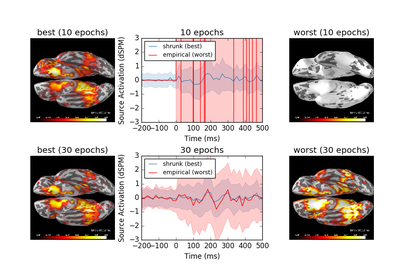 best (10 epochs)
10 epochs
worst (10 epochs)
Source Activation (dSPM)
3
2
1
0
−1
−2
−3
shrunk (best)
empirical (worst)
−200
−100
0
100
200
300
400
500
Time (ms)
best (30 epochs)
30 epochs
worst (30 epochs)
Source Activation (dSPM)
3
2
1
0
−1
−2
−3
shrunk (best)
empirical (worst)
−200
−100
0
100
200
300
400
500
Time (ms)